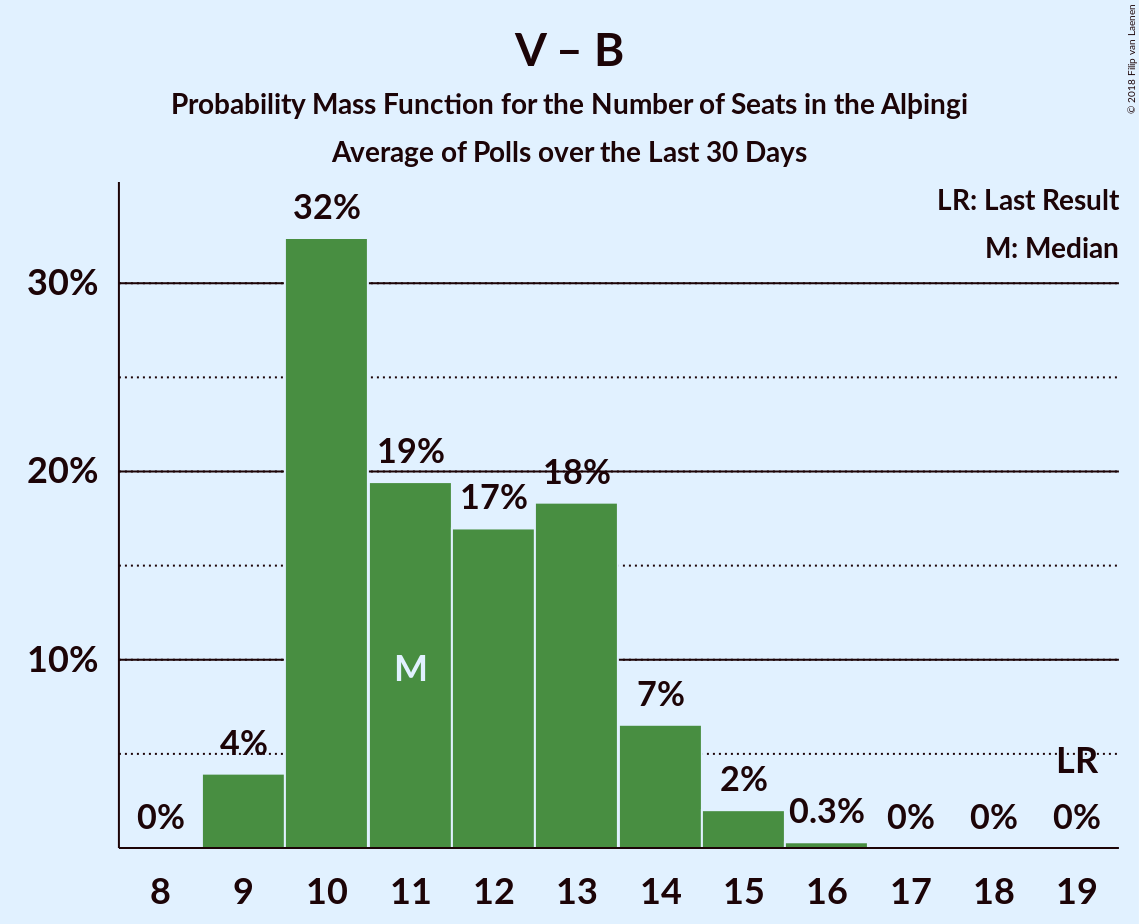 V – B
Probability Mass Function for the Number of Seats in the Alþingi
Average of Polls over the Last 30 Days
© 2018 Filip van Laenen
LR: Last Result
M: Median
30%
20%
10%
0%
4%
32%
19%
17%
18%
7%
2%
0.3%
0%
0%
0%
LR
M
8 9 10 11 12 13 14 15 16 17 18 19